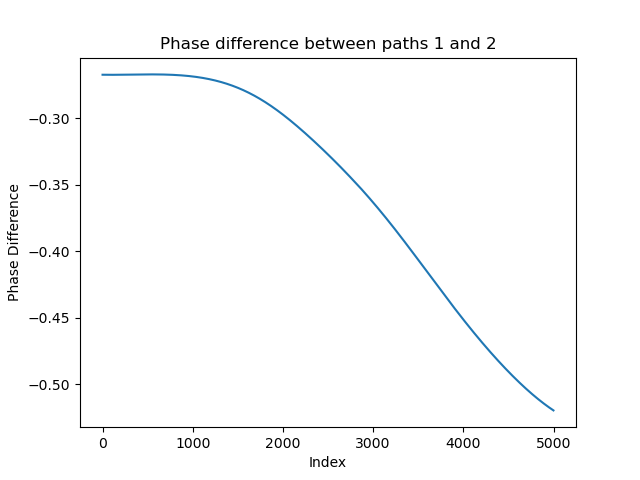 Phase difference between paths 1 and 2
−0.30
−0.35
−0.40
−0.45
−0.50
Phase Difference
0 1000 2000 3000 4000 5000
Index